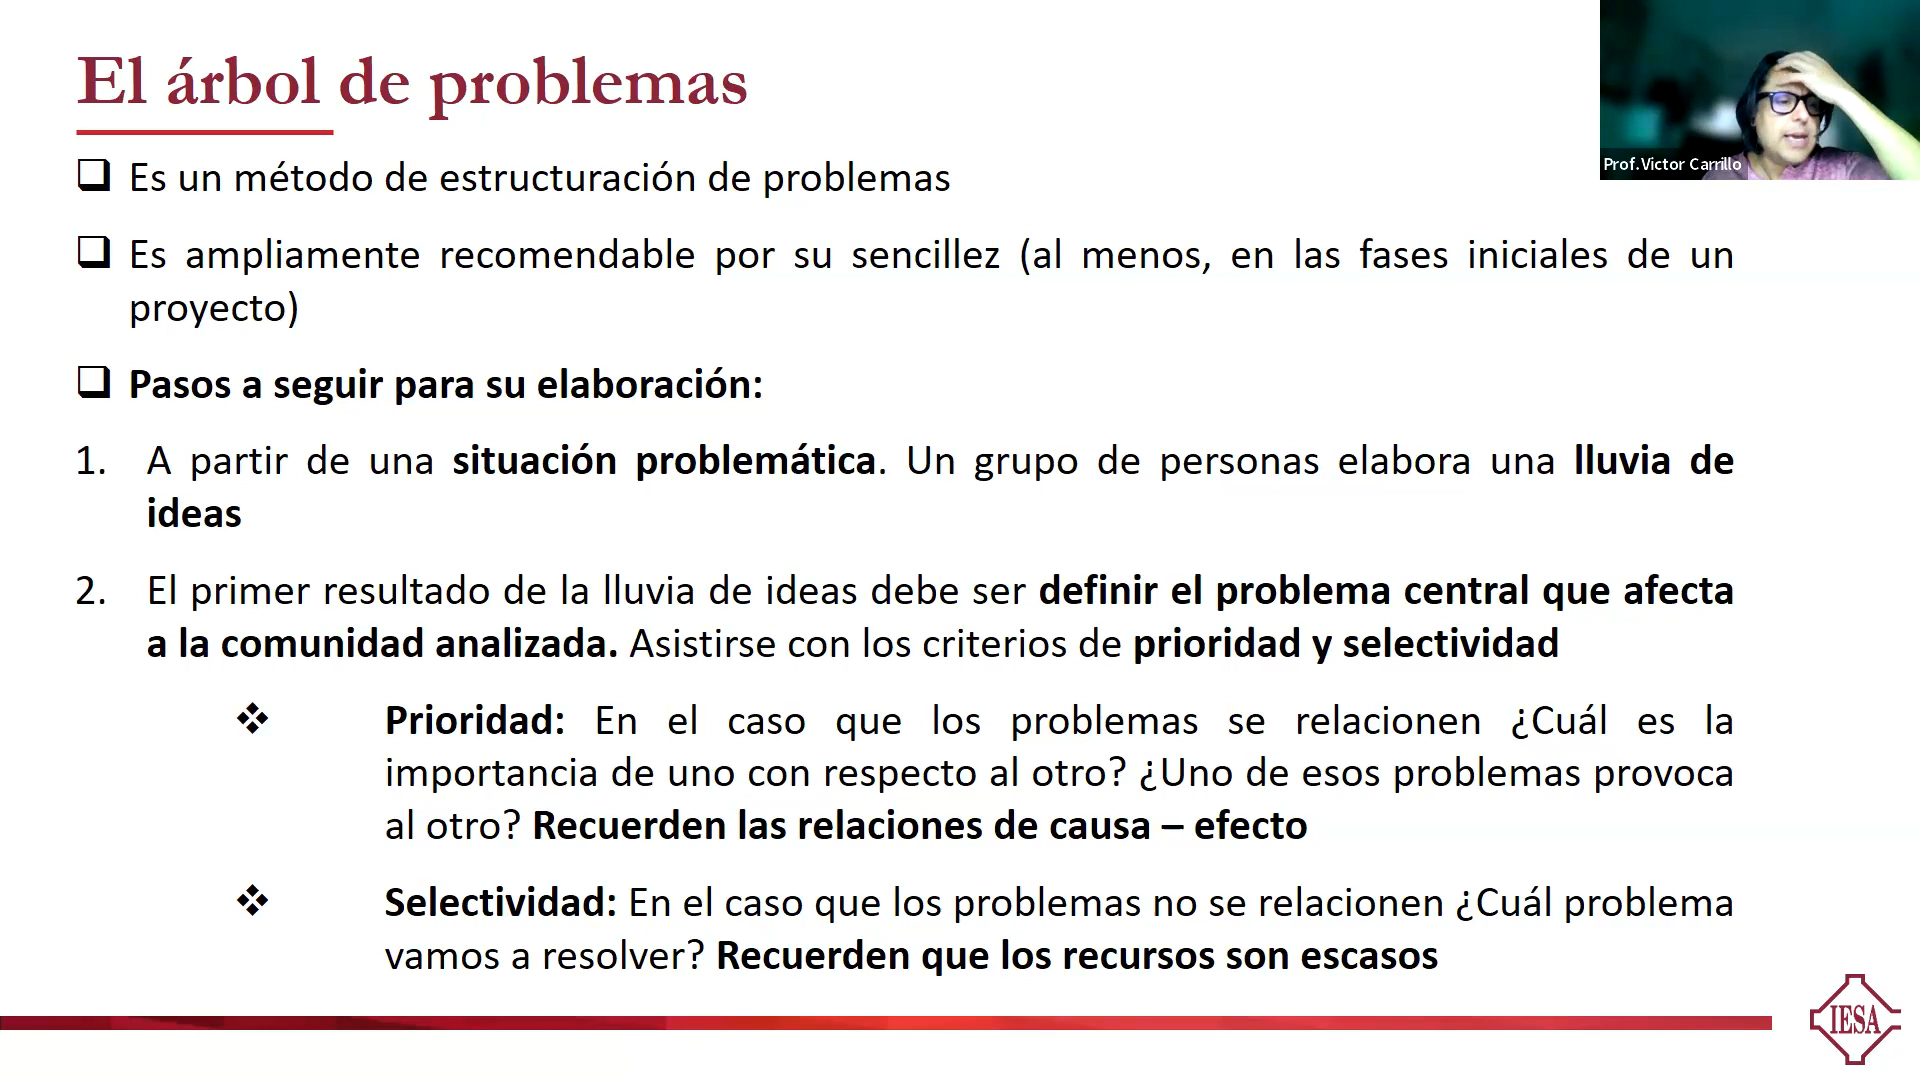 El árbol de problemas
Prof. Victor Carrillo
Es un método de estructuración de problemas
Es ampliamente recomendable por su sencillez (al menos, en las fases iniciales de un
proyecto)
Pasos a seguir para su elaboración:
1. A partir de una situación problemática. Un grupo de personas elabora una lluvia de
ideas
2. El primer resultado de la lluvia de ideas debe ser definir el problema central que afecta
a la comunidad analizada. Asistirse con los criterios de prioridad y selectividad
Prioridad: En el caso que los problemas se relacionen ¿Cuál es la
importancia de uno con respecto al otro? ¿Uno de esos problemas provoca
al otro? Recuerden las relaciones de causa – efecto
Selectividad: En el caso que los problemas no se relacionen ¿Cuál problema
vamos a resolver? Recuerden que los recursos son escasos
IESA